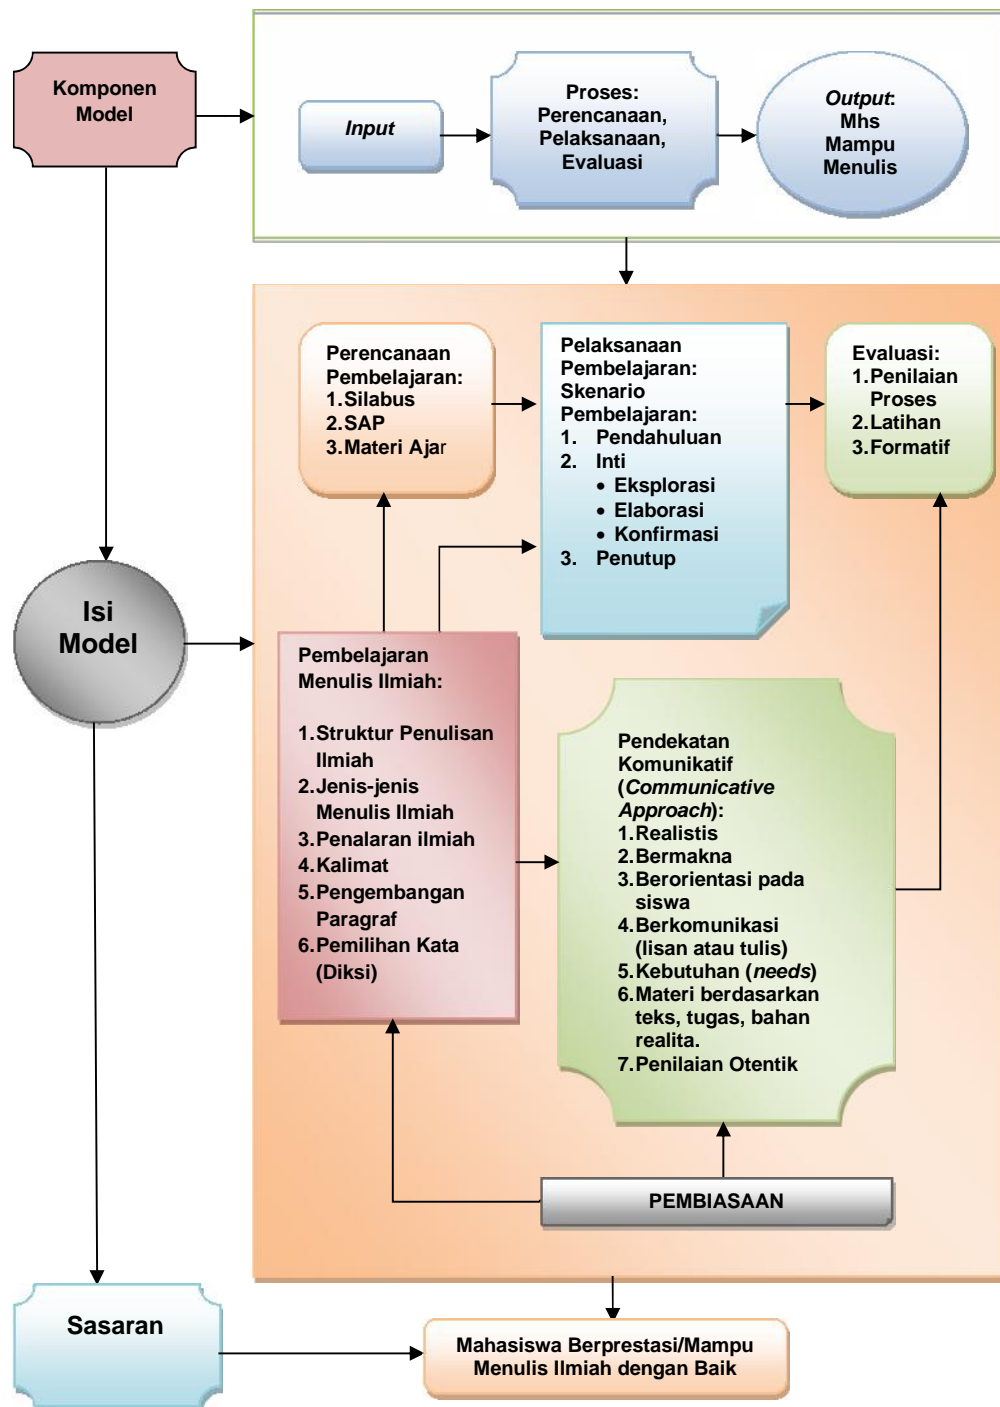 Komponen
Model
Input
Proses:
Perencanaan,
Pelaksanaan,
Evaluasi
Output:
Mhs
Mampu
Menulis
Perencanaan
Pembelajaran:
1.Silabus
2.SAP
3.Materi Ajar
Pelaksanaan
Pembelajaran:
Skenario
Pembelajaran:
1. Pendahuluan
2. Inti
• Eksplorasi
• Elaborasi
• Konfirmasi
3. Penutup
Evaluasi:
1.Penilaian
Proses
2.Latihan
3.Formatif
Isi
Model
Pembelajaran
Menulis Ilmiah:
1.Struktur Penulisan
Ilmiah
2.Jenis-jenis
Menulis Ilmiah
3.Penalaran ilmiah
4.Kalimat
5.Pengembangan
Paragraf
6.Pemilihan Kata
(Diksi)
Pendekatan
Komunikatif
(Communicative
Approach):
1.Realistis
2.Bermakna
3.Berorientasi pada
siswa
4.Berkomunikasi
(lisan atau tulis)
5.Kebutuhan (needs)
6.Materi berdasarkan
teks, tugas, bahan
realita.
7.Penilaian Otentik
PEMBIASAAN
Sasaran
Mahasiswa Berprestasi/Mampu
Menulis Ilmiah dengan Baik